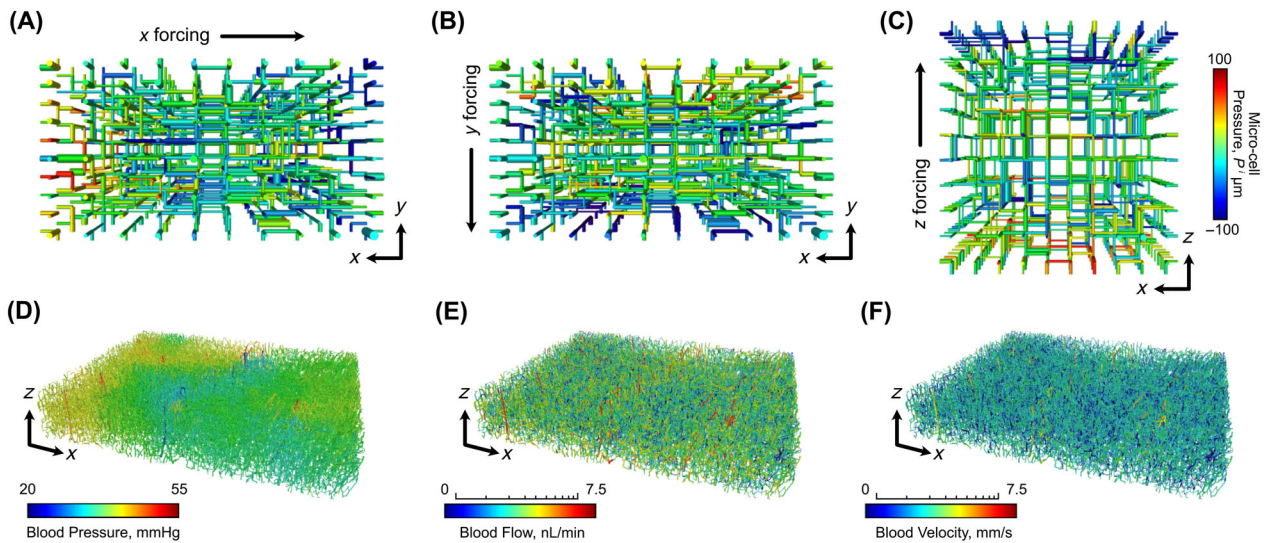 (A)
x forcing
y
x
(B)
y forcing
y
x
(C)
z forcing
z
x
100
Micro-cell
Pressure, P^i μm
–100
(D)
z
x
20 55
Blood Pressure, mmHg
(E)
z
x
0 7.5
Blood Flow, nL/min
(F)
z
x
0 7.5
Blood Velocity, mm/s